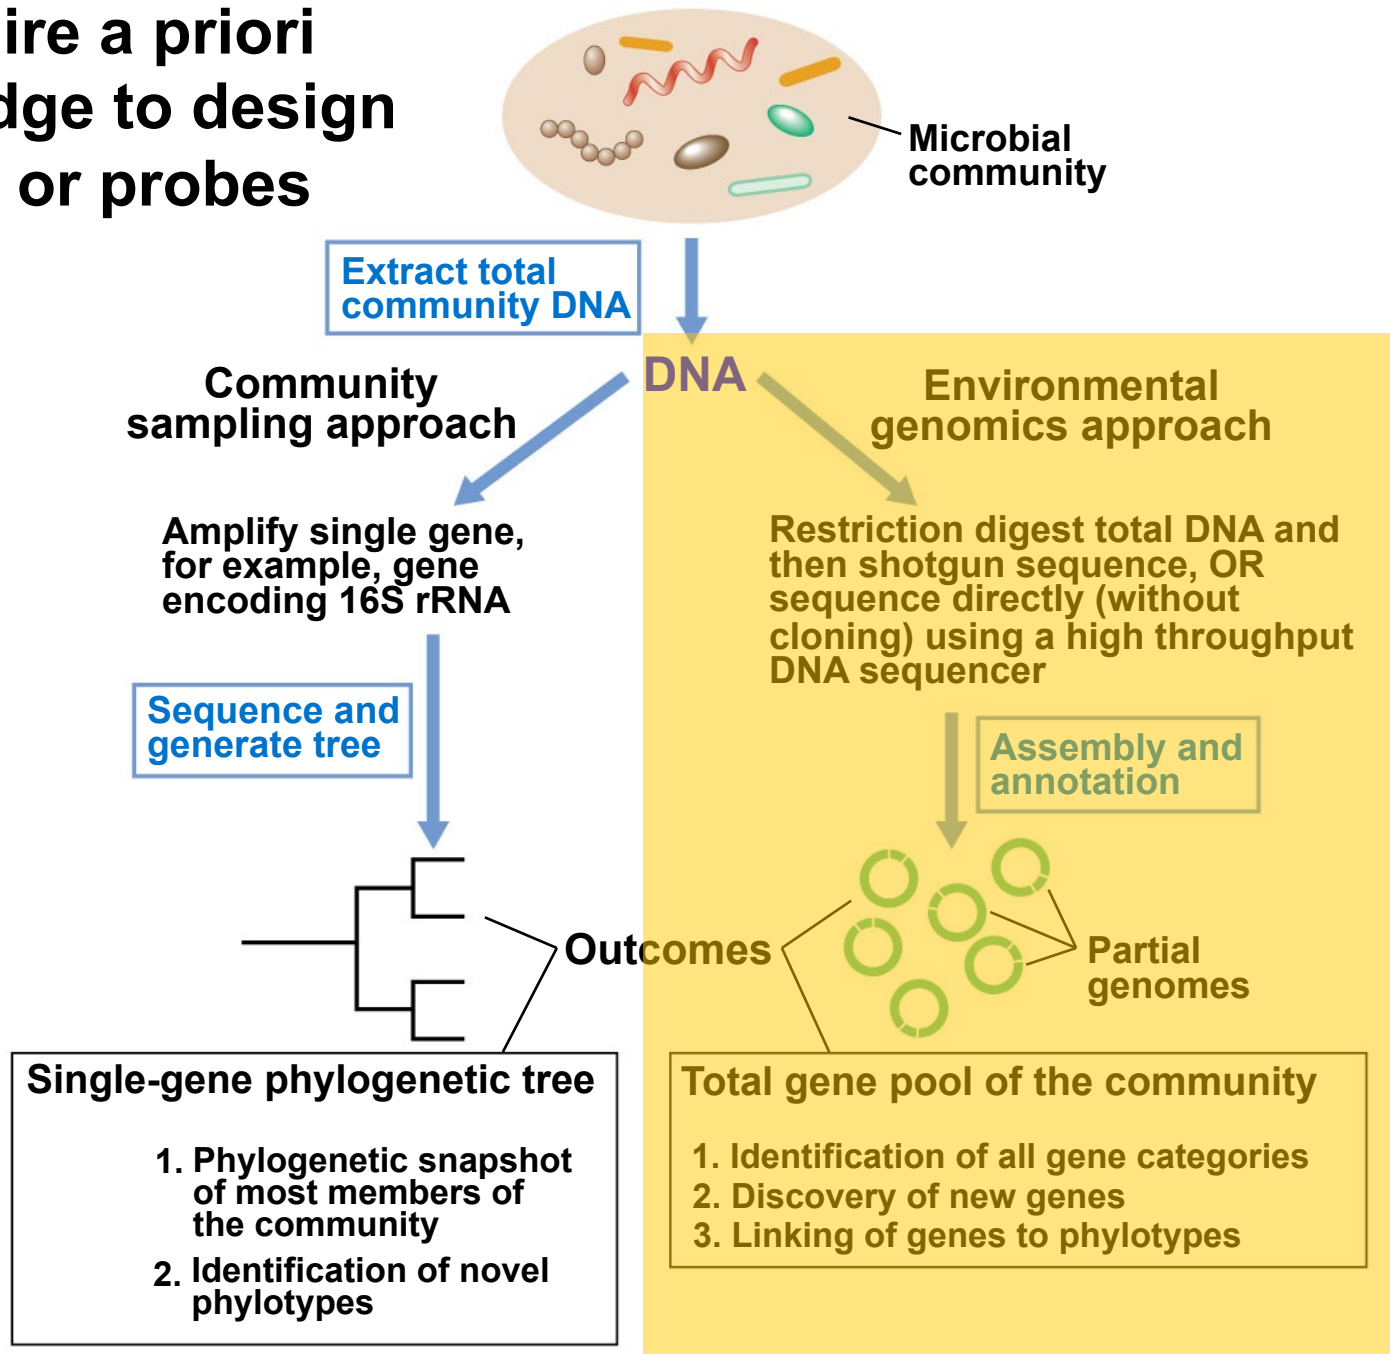 ire a priori
dge to design
or probes
Microbial
community
Extract total
community DNA
DNA
Community
sampling approach
Environmental
genomics approach
Amplify single gene,
for example, gene
encoding 16S rRNA
Restriction digest total DNA and
then shotgun sequence, OR
sequence directly (without
cloning) using a high throughput
DNA sequencer
Sequence and
generate tree
Assembly and
annotation
Outcomes
Partial
genomes
Single-gene phylogenetic tree
1. Phylogenetic snapshot
of most members of
the community
2. Identification of novel
phylotypes
Total gene pool of the community
1. Identification of all gene categories
2. Discovery of new genes
3. Linking of genes to phylotypes